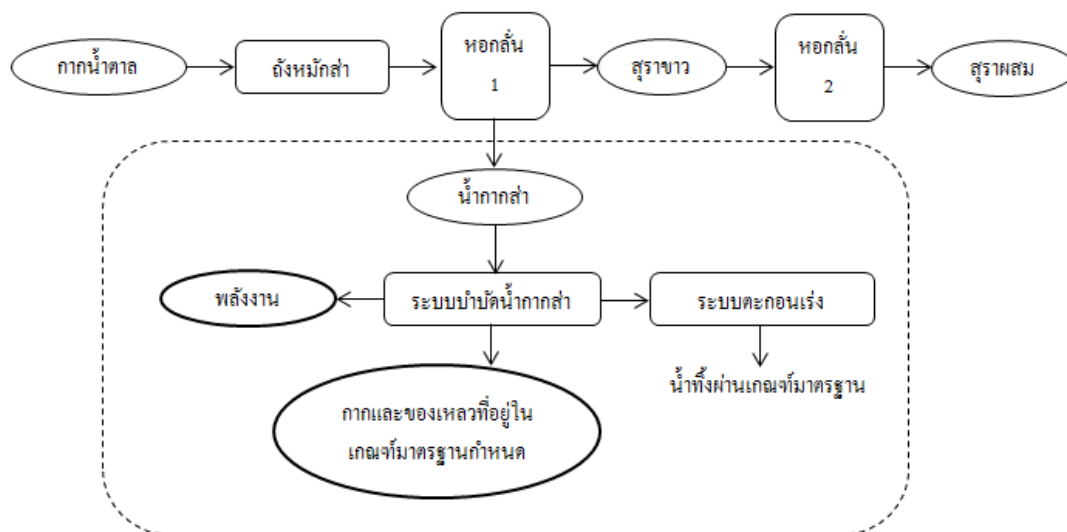 กากน้ำตาล
ถังหมักส่า
หอกลั่น
1
สุราขาว
หอกลั่น
2
สุราผสม
น้ำกากส่า
พลังงาน
ระบบบำบัดน้ำกากส่า
ระบบตะกอนเร่ง
น้ำทิ้งผ่านเกณฑ์มาตรฐาน
กากและของเหลวที่อยู่ใน
เกณฑ์มาตรฐานกำหนด